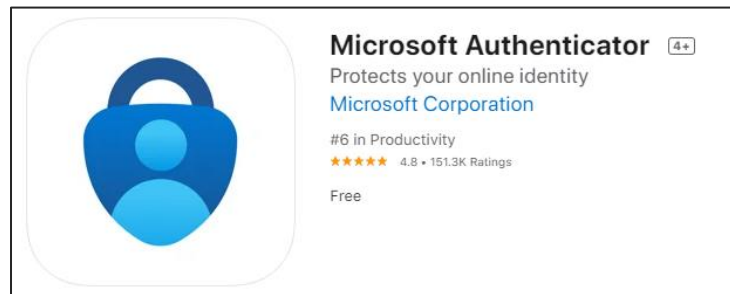 Microsoft Authenticator 4+
Protects your online identity
Microsoft Corporation
#6 in Productivity
★★★★★ 4.8 • 151.3K Ratings
Free